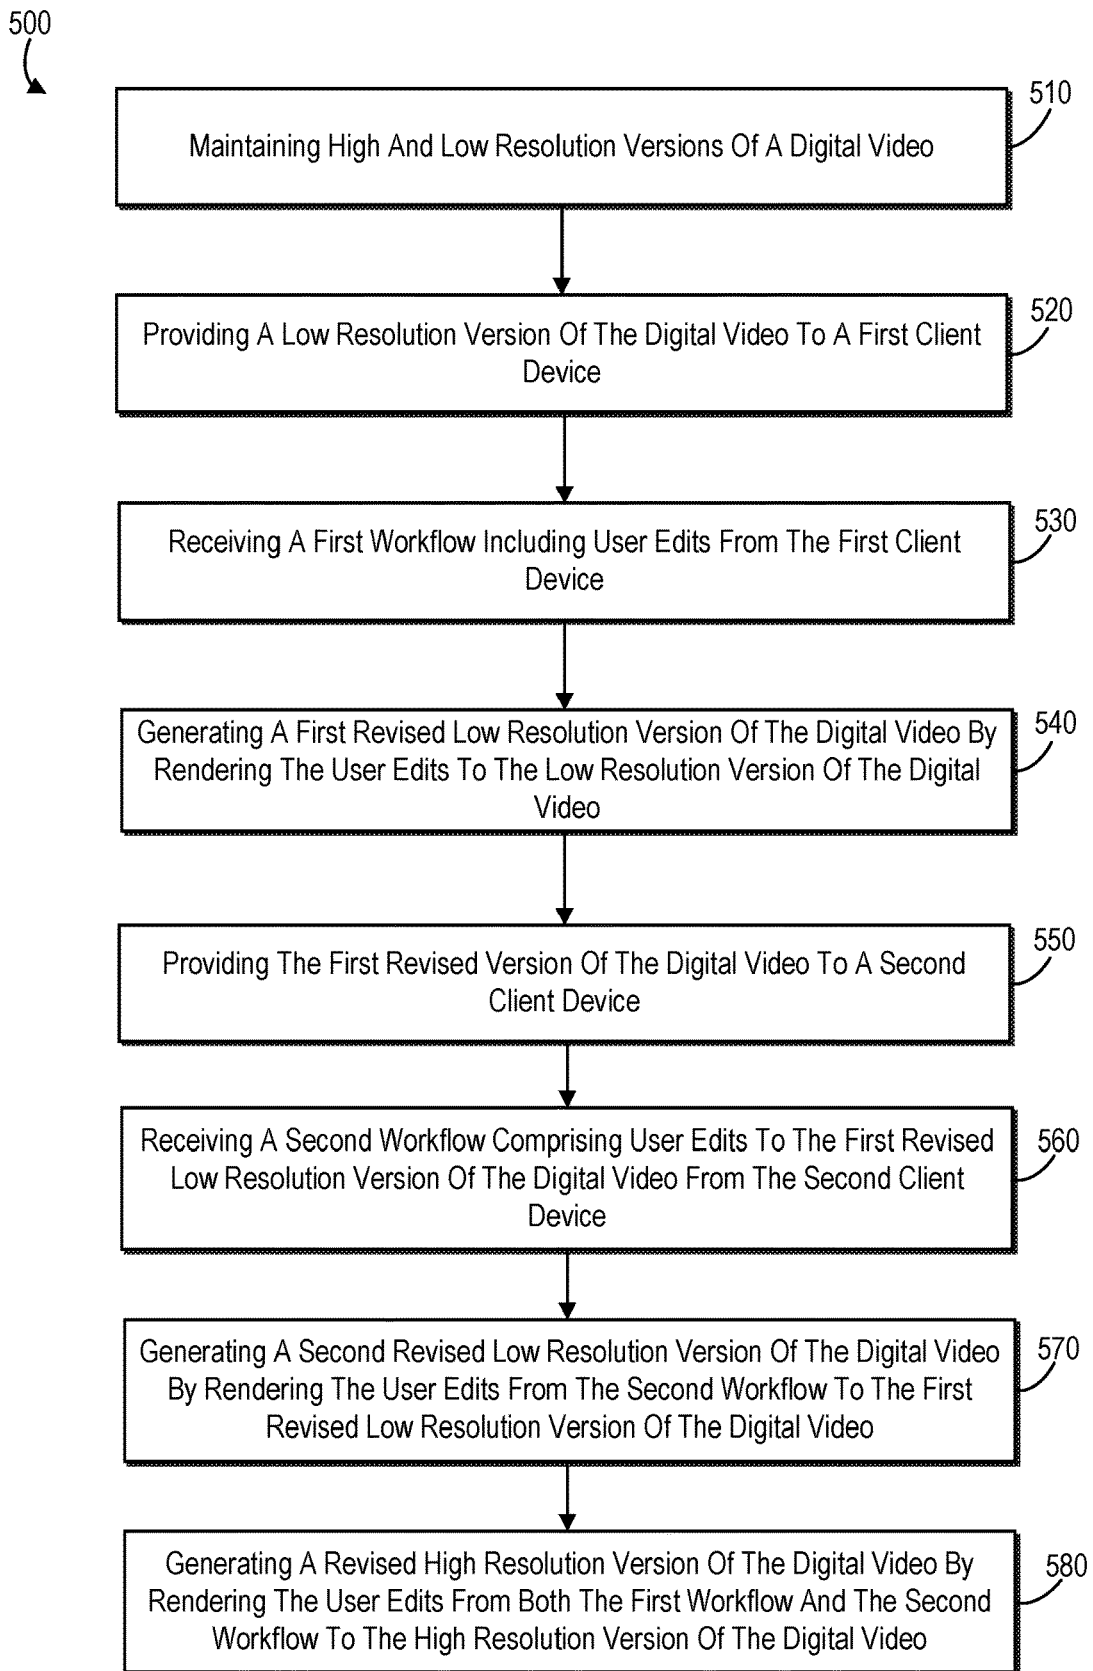 500
510
Maintaining High And Low Resolution Versions Of A Digital Video
520
Providing A Low Resolution Version Of The Digital Video To A First Client
Device
530
Receiving A First Workflow Including User Edits From The First Client
Device
540
Generating A First Revised Low Resolution Version Of The Digital Video By
Rendering The User Edits To The Low Resolution Version Of The Digital
Video
550
Providing The First Revised Version Of The Digital Video To A Second
Client Device
560
Receiving A Second Workflow Comprising User Edits To The First Revised
Low Resolution Version Of The Digital Video From The Second Client
Device
570
Generating A Second Revised Low Resolution Version Of The Digital Video
By Rendering The User Edits From The Second Workflow To The First
Revised Low Resolution Version Of The Digital Video
580
Generating A Revised High Resolution Version Of The Digital Video By
Rendering The User Edits From Both The First Workflow And The Second
Workflow To The High Resolution Version Of The Digital Video